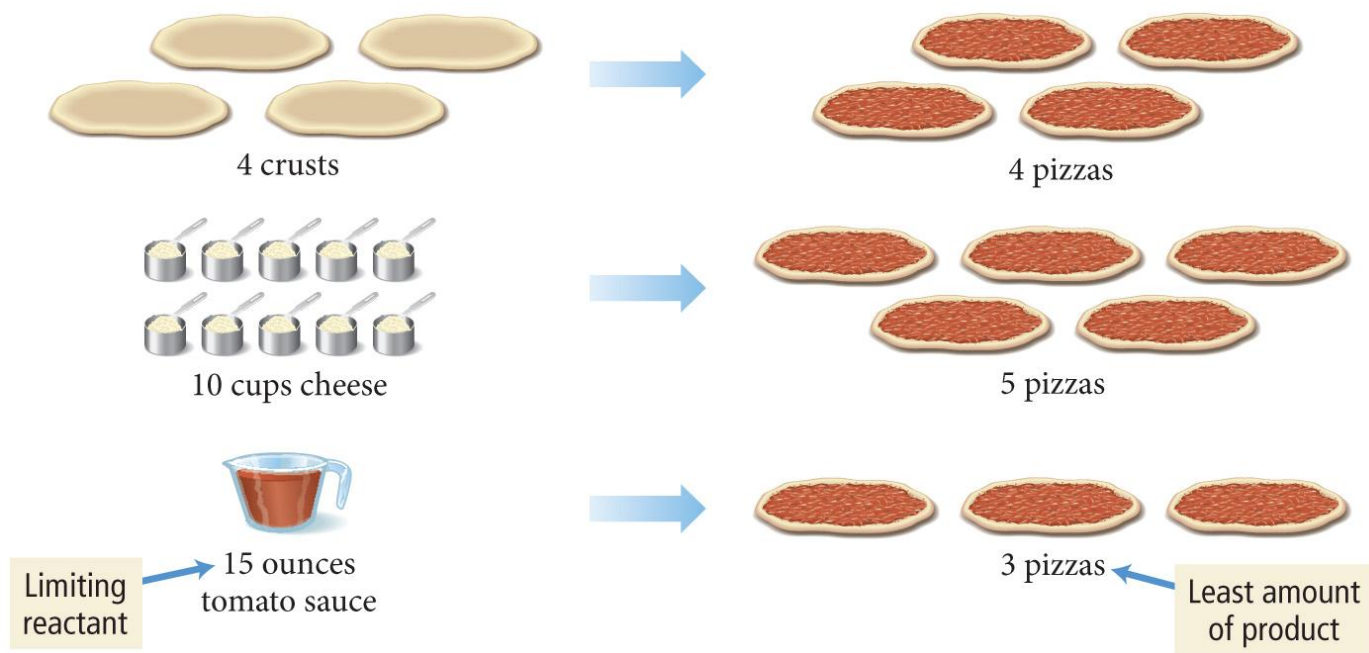 4 crusts
4 pizzas
10 cups cheese
5 pizzas
Limiting
reactant
15 ounces
tomato sauce
3 pizzas
Least amount
of product